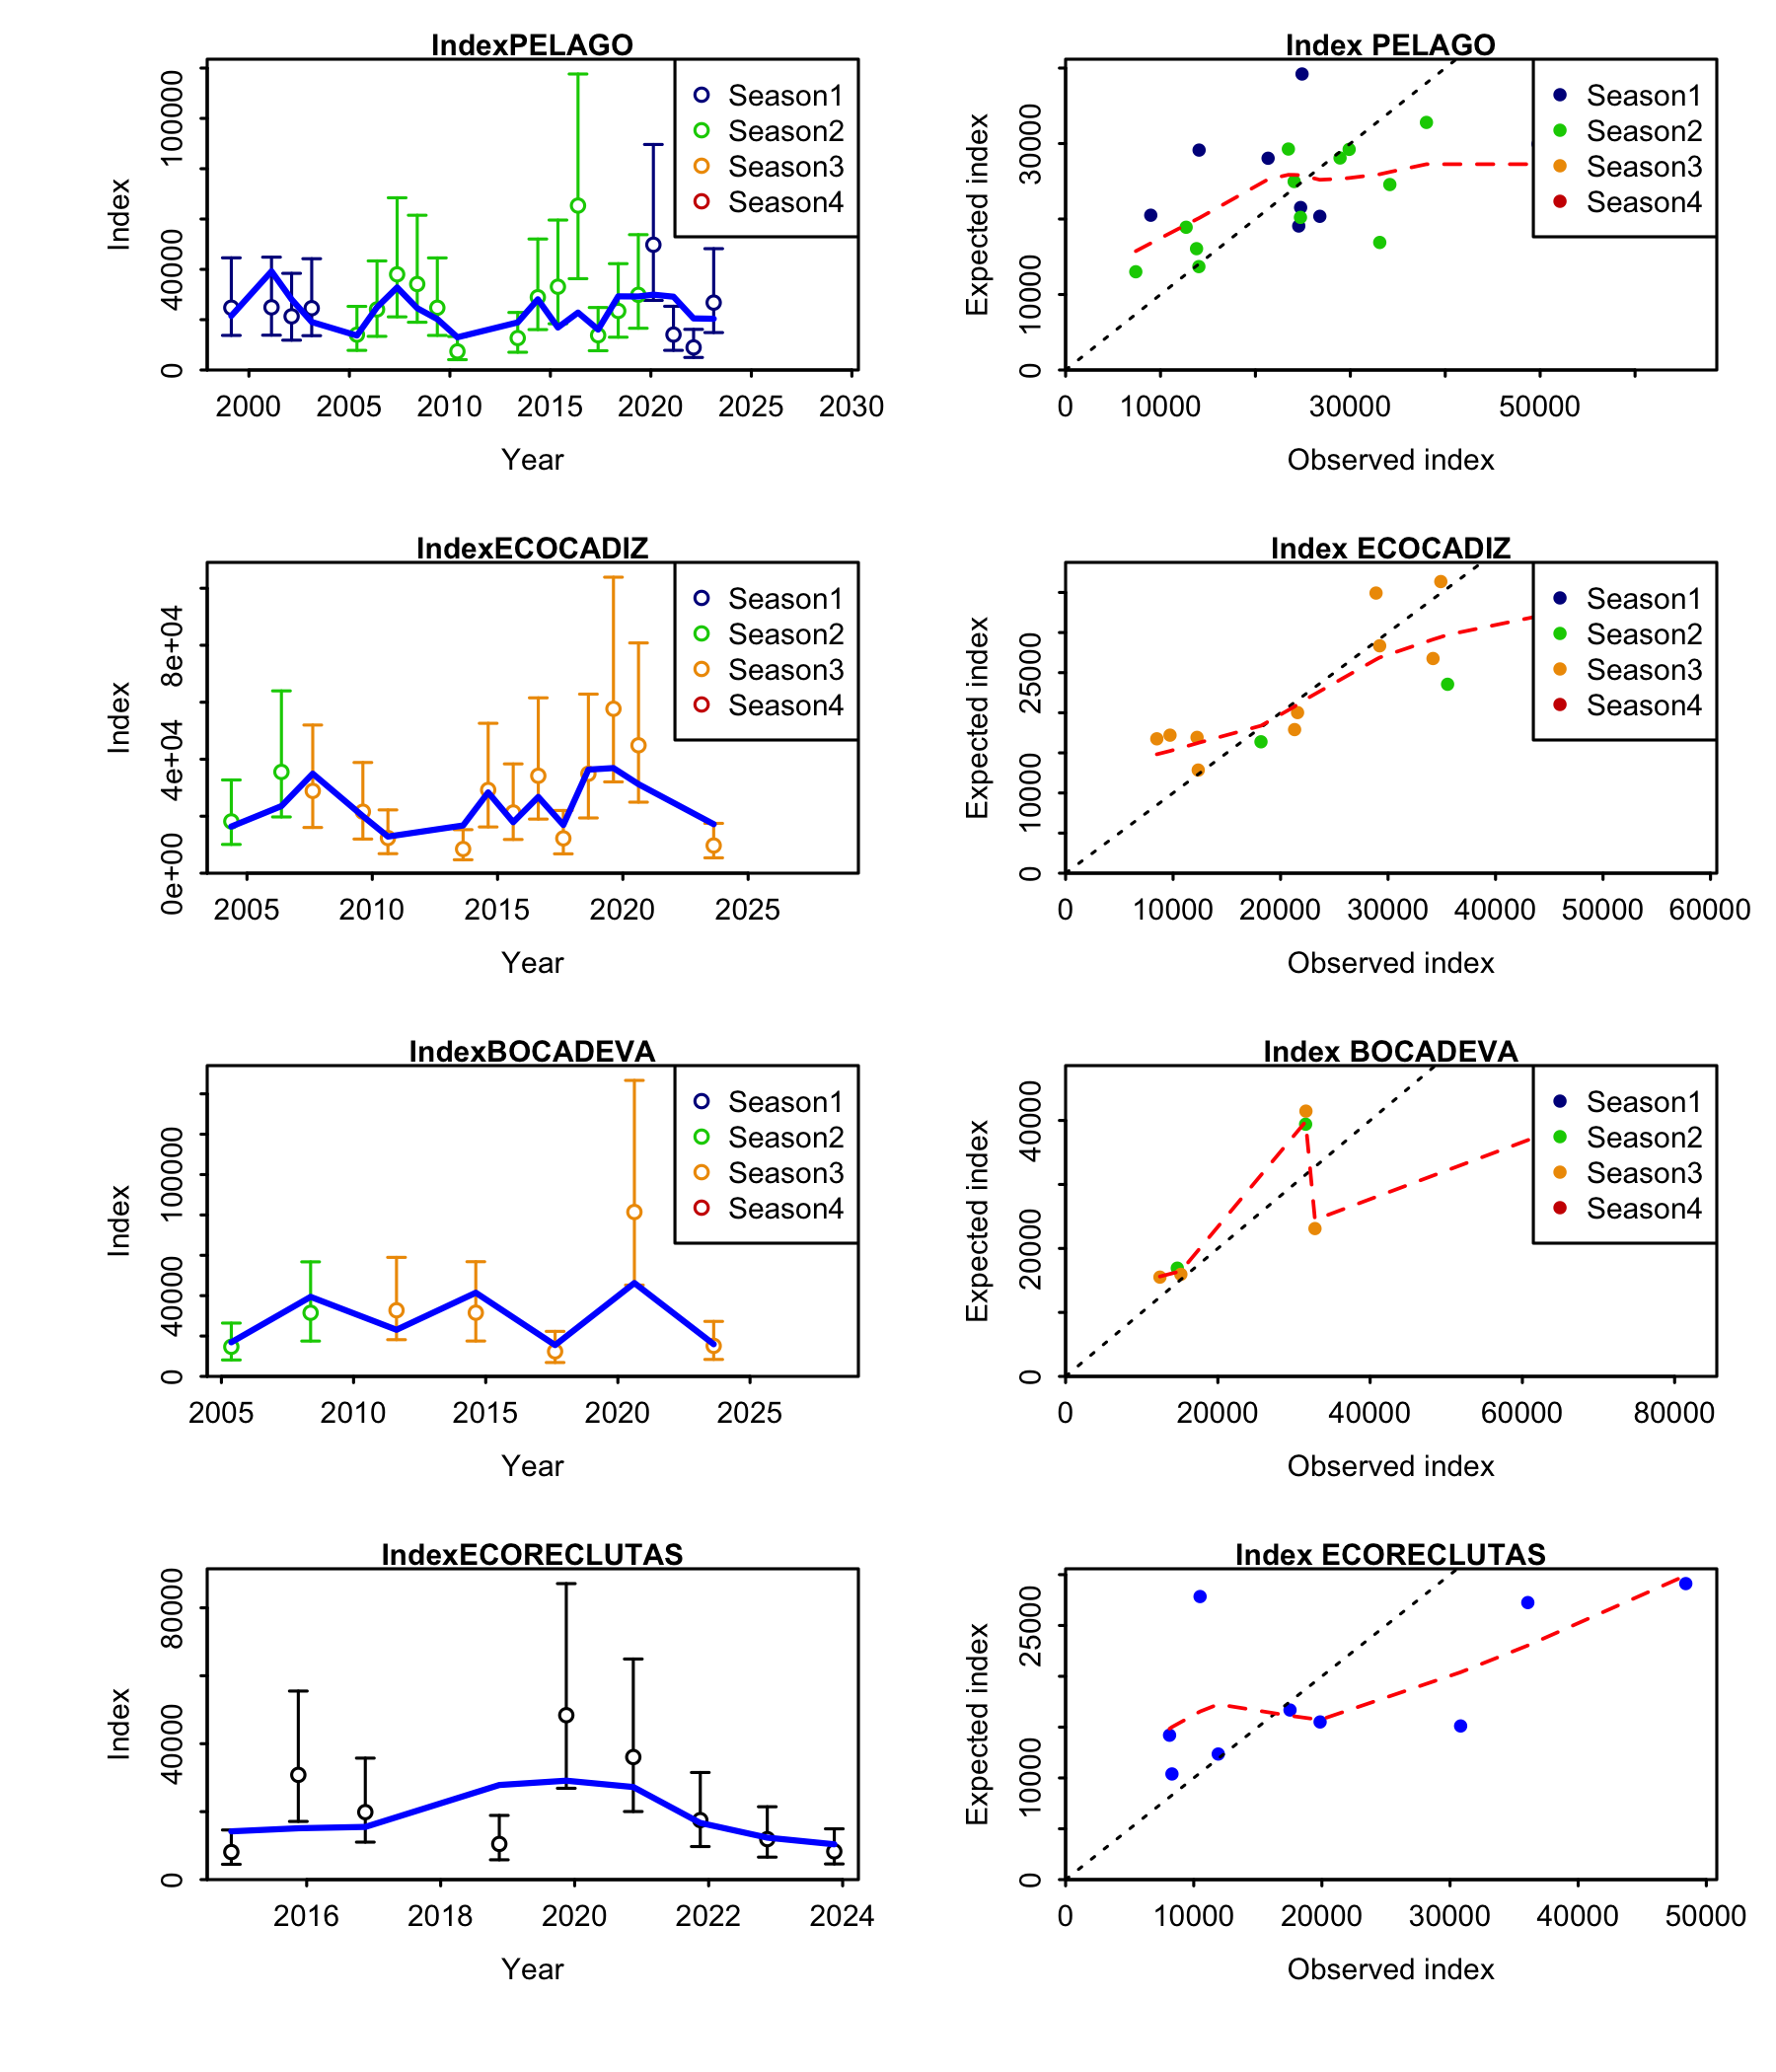 IndexPELAGO
Index
0
40000
100000
Season1
Season2
Season3
Season4
2000 2005 2010 2015 2020 2025 2030
Year
Index PELAGO
Expected index
0
10000
30000
Season1
Season2
Season3
Season4
0 10000 30000 50000
Observed index
IndexECOCADIZ
Index
0e+00
4e+04
8e+04
Season1
Season2
Season3
Season4
2005 2010 2015 2020 2025
Year
Index ECOCADIZ
Expected index
0
10000
25000
Season1
Season2
Season3
Season4
0 10000 20000 30000 40000 50000 60000
Observed index
IndexBOCADEVA
Index
0
40000
100000
Season1
Season2
Season3
Season4
2005 2010 2015 2020 2025
Year
Index BOCADEVA
Expected index
0
20000
40000
Season1
Season2
Season3
Season4
0 20000 40000 60000 80000
Observed index
IndexECORECLUTAS
Index
0
40000
80000
2016 2018 2020 2022 2024
Year
Index ECORECLUTAS
Expected index
0
10000
25000
0 10000 20000 30000 40000 50000
Observed index